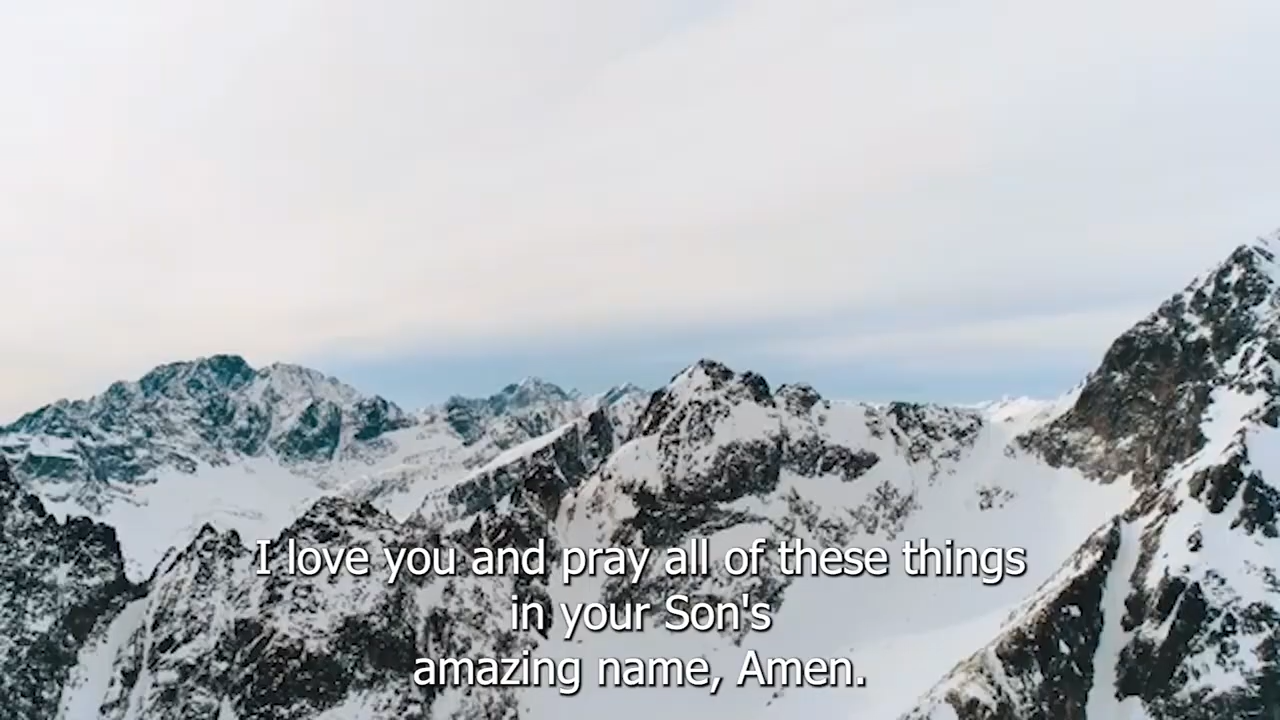 I love you and pray all of these things
in your Son's
amazing name, Amen.